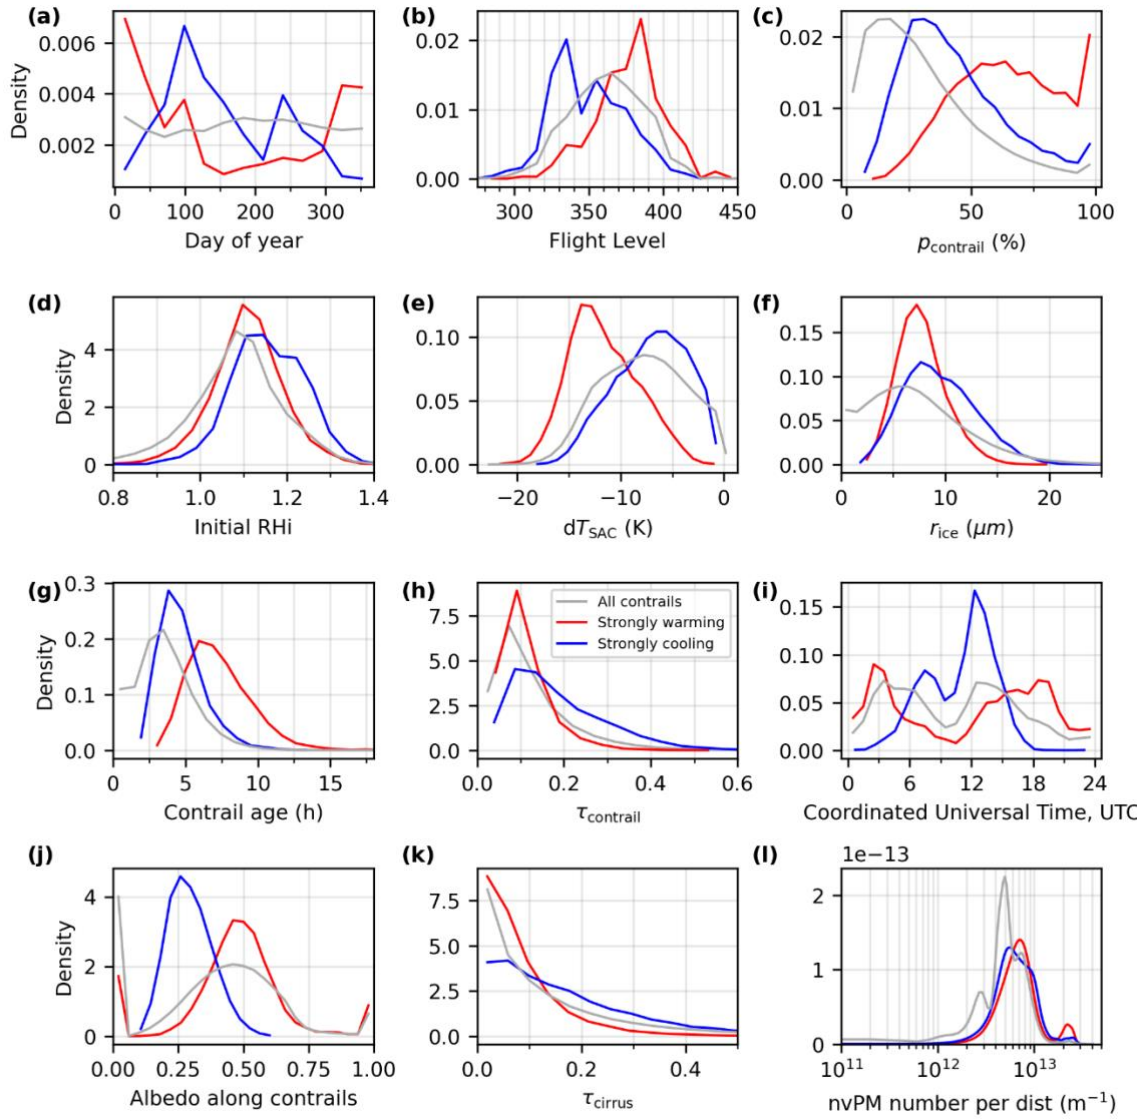 (a)
Density
0.006
0.004
0.002
0
100
200
300
Day of year
(b)
0.02
0.01
0.00
300
350
400
450
Flight Level
(c)
0.02
0.01
0.00
0
50
100
pcontrail (%)
(d)
Density
4
2
0
0.8
1.0
1.2
1.4
Initial RHi
(e)
0.10
0.05
0.00
−20
−10
0
dTSAC (K)
(f)
0.15
0.10
0.05
0.00
0
10
20
rice (μm)
(g)
Density
0.3
0.2
0.1
0.0
0
5
10
15
Contrail age (h)
(h)
7.5
5.0
2.5
0.0
All contrails
Strongly warming
Strongly cooling
0.0
0.2
0.4
0.6
τcontrail
(i)
0.15
0.10
0.05
0.00
0
6
12
18
24
Coordinated Universal Time, UTC
(j)
Density
4
2
0
0.00
0.25
0.50
0.75
1.00
Albedo along contrails
(k)
7.5
5.0
2.5
0.0
0.0
0.2
0.4
τcirrus
(l)
1e−13
2
1
0
10^11
10^12
10^13
nvPM number per dist (m−1)